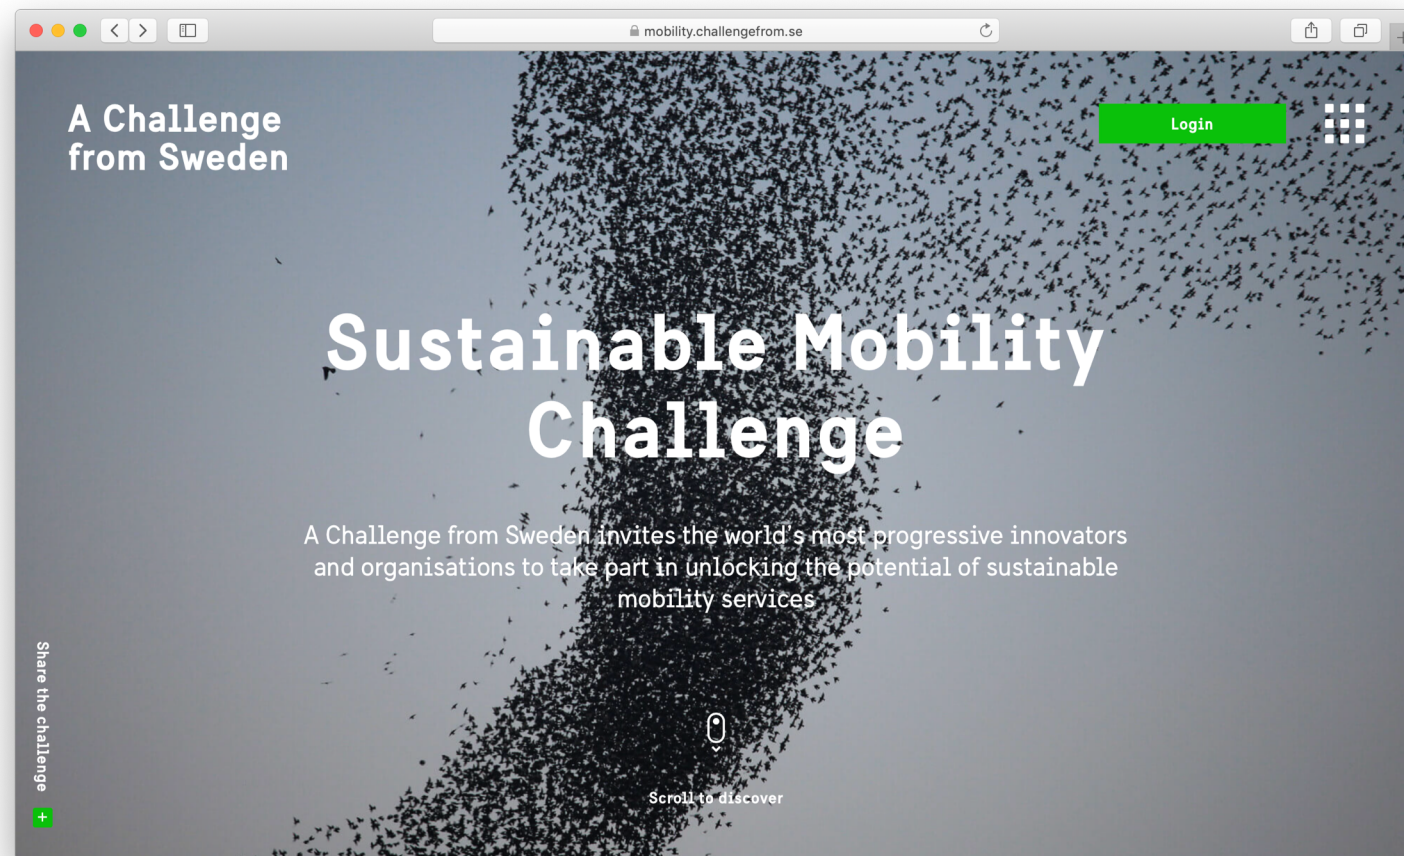 mobility.challengefrom.se
A Challenge
from Sweden
Login
Sustainable Mobility
Challenge
A Challenge from Sweden invites the world's most progressive innovators
and organisations to take part in unlocking the potential of sustainable
mobility services
Share the challenge
+
Scroll to discover